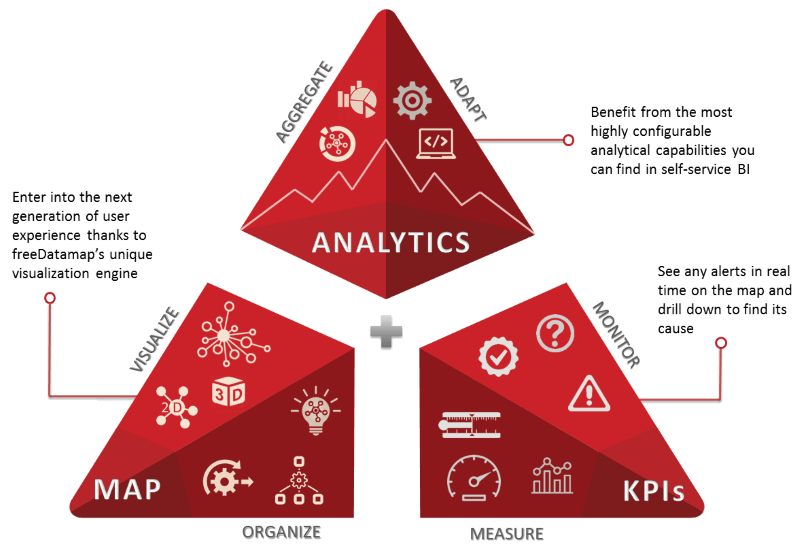 AGGREGATE
ADAPT
Benefit from the most
highly configurable
analytical capabilities you
can find in self-service BI
</>
ANALYTICS
Enter into the next
generation of user
experience thanks to
freeDatamap’s unique
visualization engine
VISUALIZE
2D
3D
MAP
ORGANIZE
See any alerts in real
time on the map and
drill down to find its
cause
MONITOR
?
!
KPIs
MEASURE